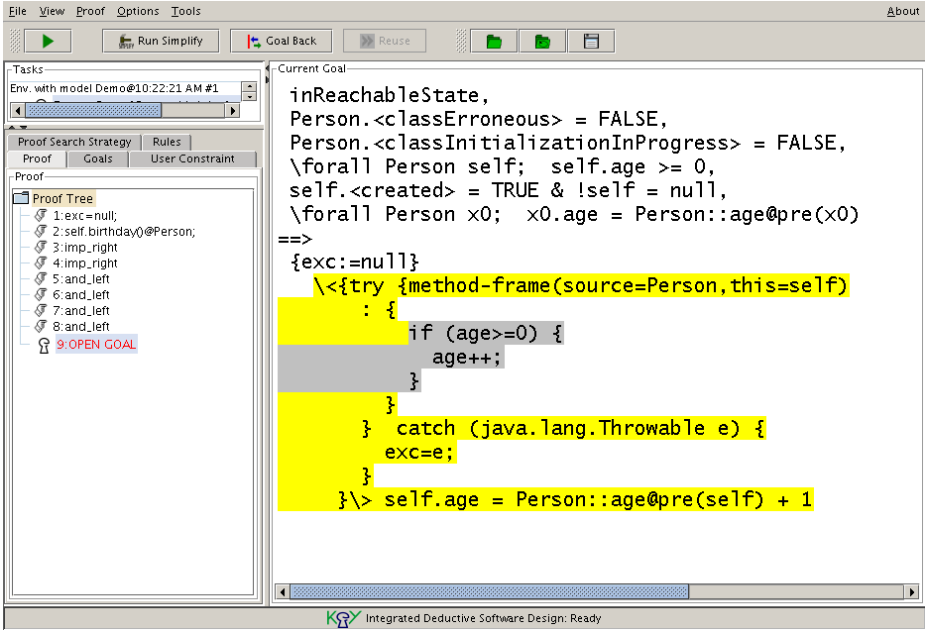 File View Proof Options Tools About
Run Simplify Goal Back Reuse
Tasks
Env. with model Demo@10:22:21 AM #1
Proof Search Strategy Rules
Proof Goals User Constraint
Proof
Proof Tree
1:exc=null;
2:self.birthday()@Person;
3:imp_right
4:imp_right
5:and_left
6:and_left
7:and_left
8:and_left
9:OPEN GOAL
Current Goal
inReachableState,
Person.<classErroneous> = FALSE,
Person.<classInitializationInProgress> = FALSE,
\forall Person self; self.age >= 0,
self.<created> = TRUE & !self = null,
\forall Person x0; x0.age = Person::age@pre(x0)
==>
{exc:=null}
\<{try {method-frame(source=Person,this=self)
: {
if (age>=0) {
age++;
}
}
} catch (java.lang.Throwable e) {
exc=e;
}
}\> self.age = Person::age@pre(self) + 1
KeY Integrated Deductive Software Design: Ready